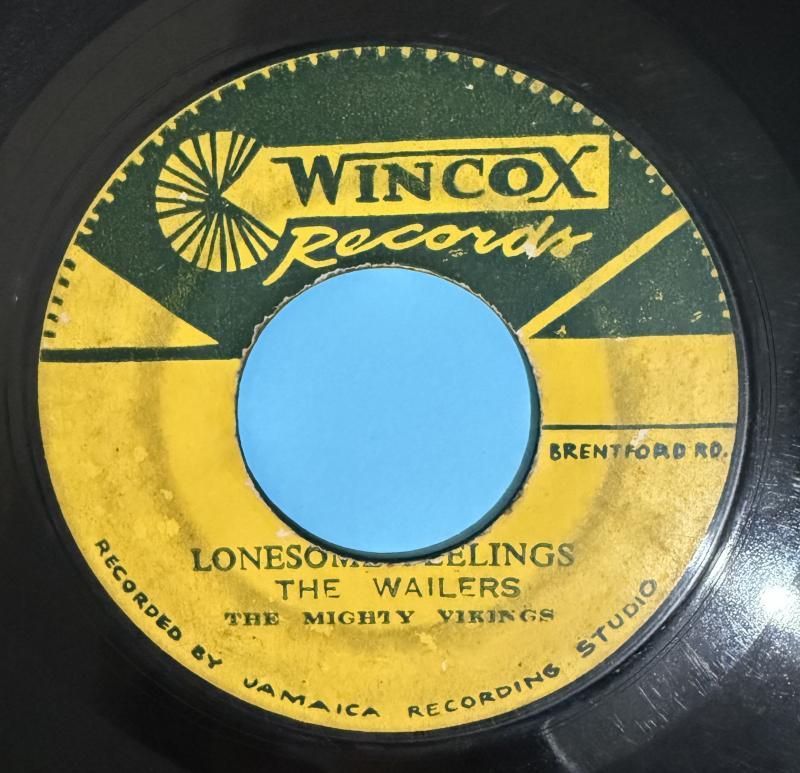 WINCOX
Records
BRENTFORD RD.
LONESOME FEELINGS
THE WAILERS
THE MIGHTY VIKINGS
RECORDED BY JAMAICA RECORDING STUDIO